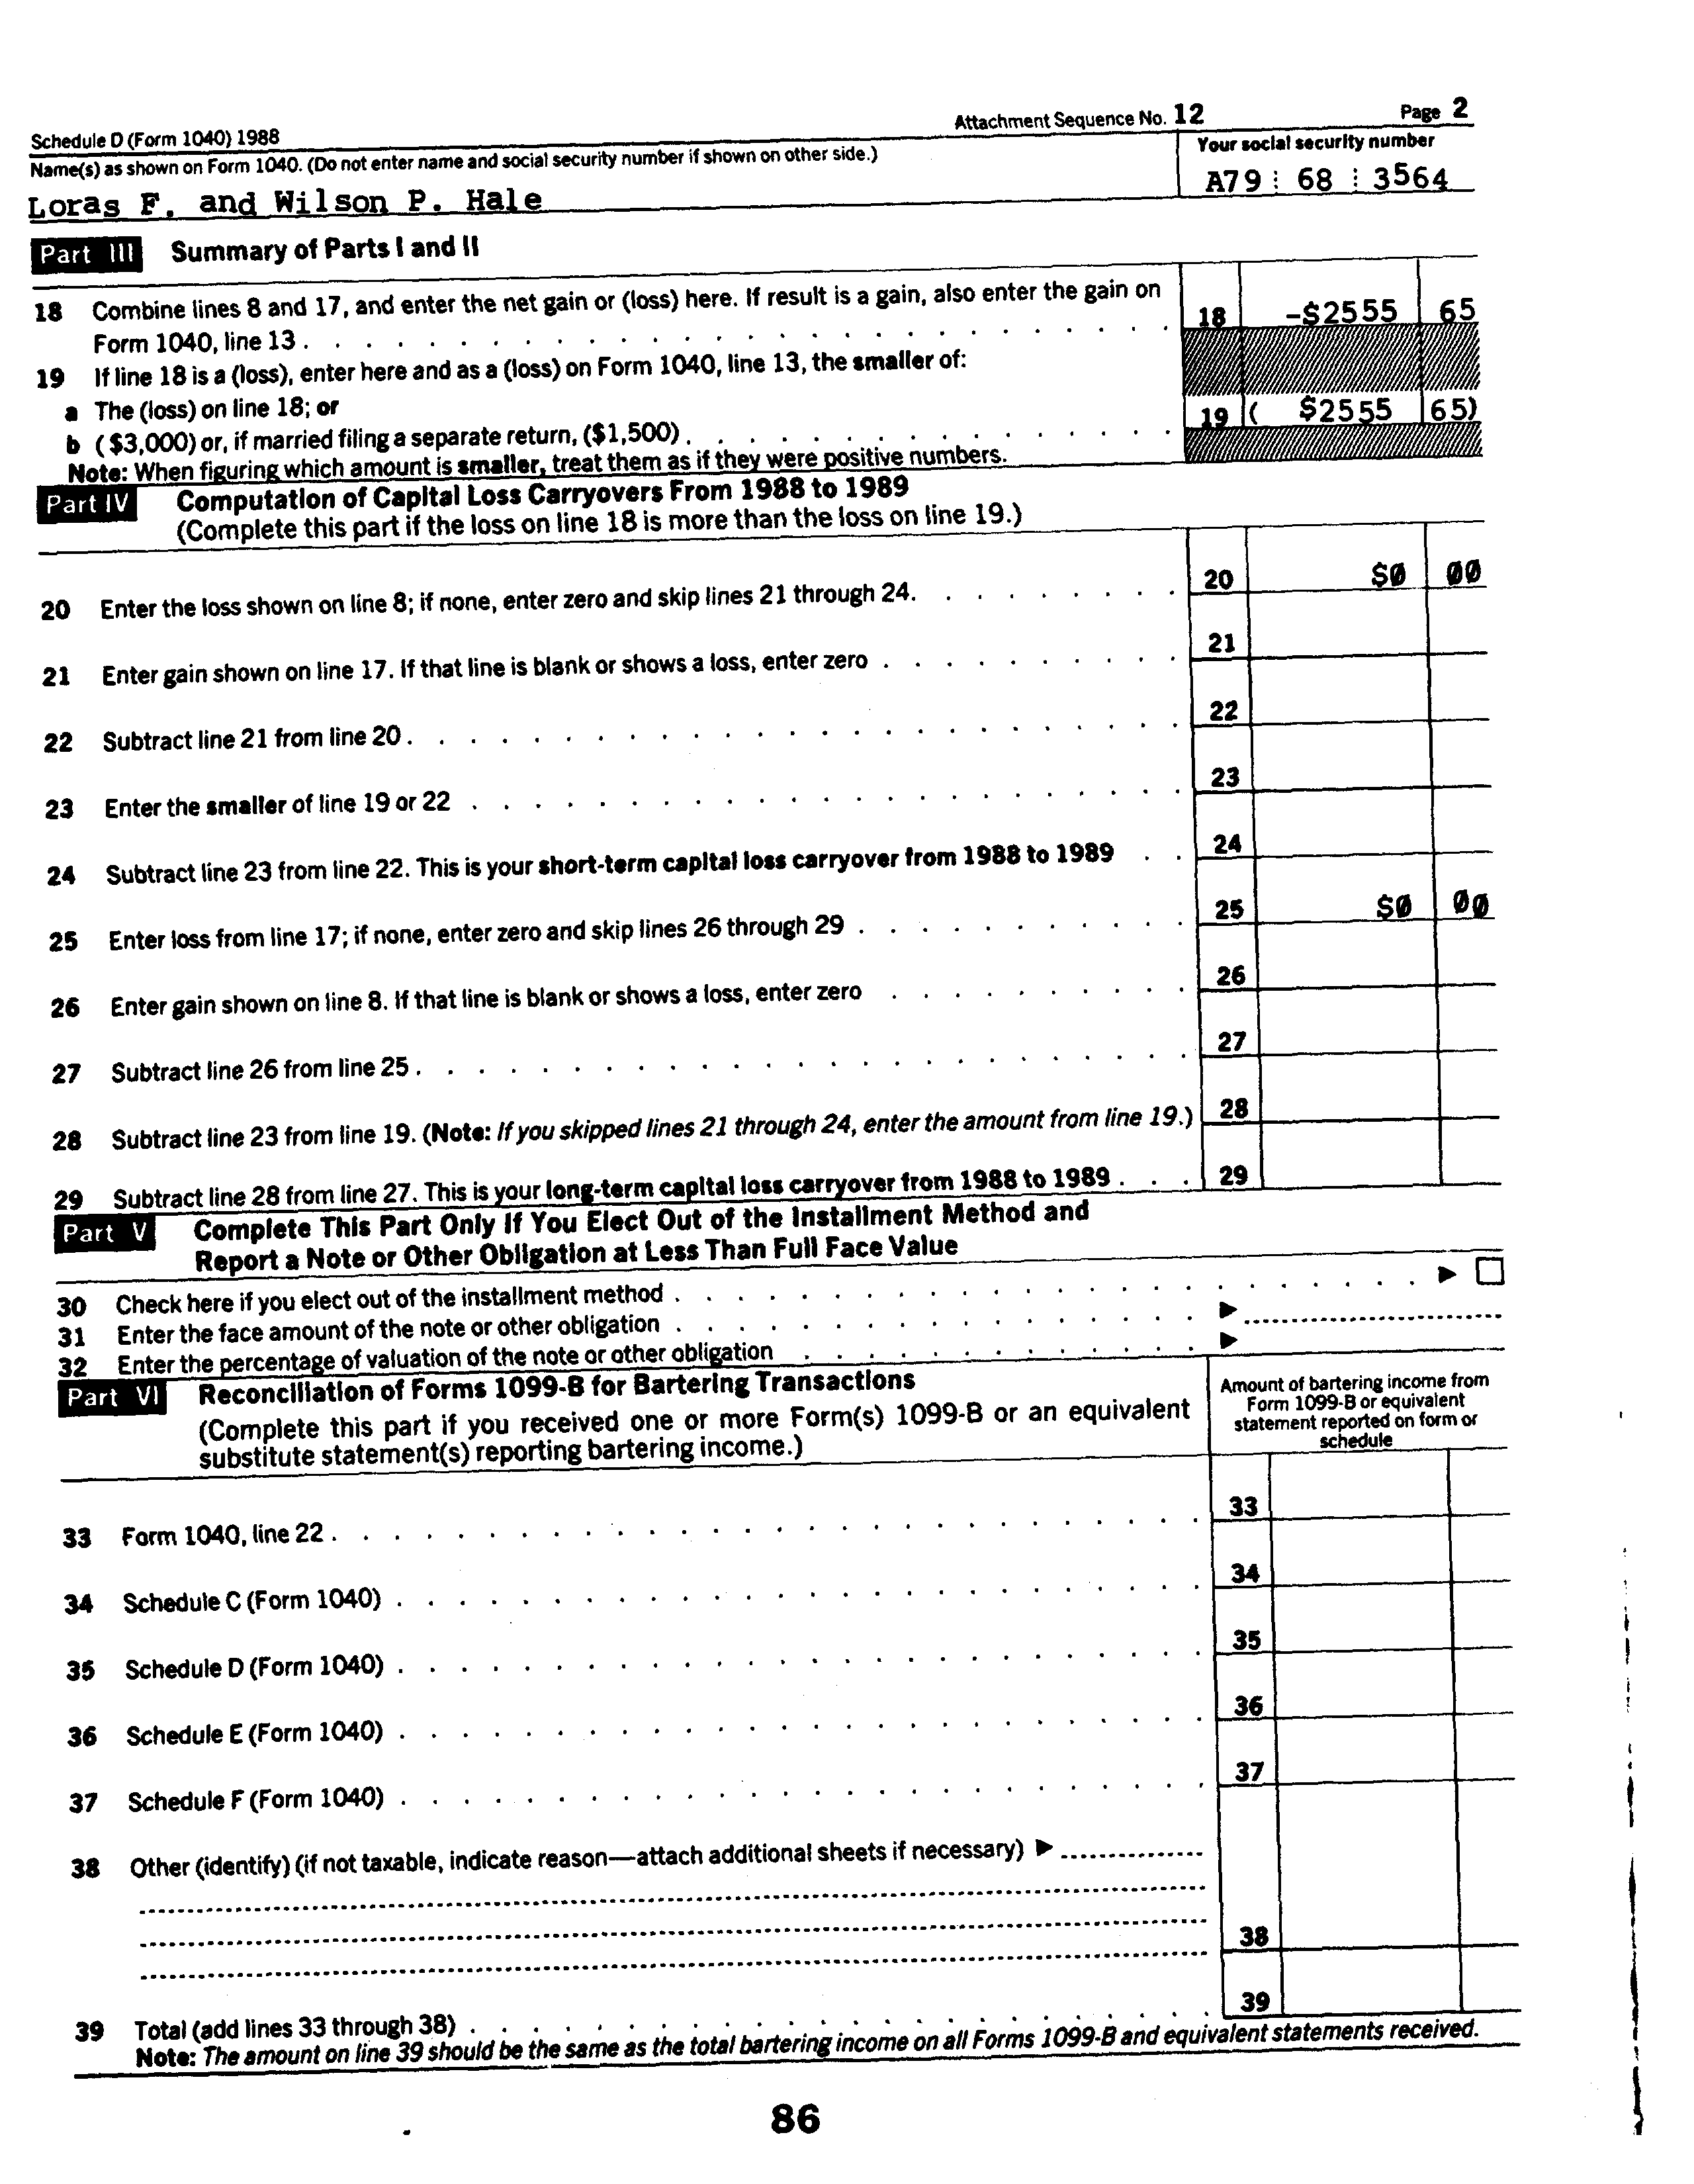 Schedule D (Form 1040) 1988 Attachment Sequence No. 12 Page 2
Name(s) as shown on Form 1040. (Do not enter name and social security number if shown on other side.) Your social security number
Loras F. and Wilson P. Hale A79 68 3564
Part III Summary of Parts I and II
18 Combine lines 8 and 17, and enter the net gain or (loss) here. If result is a gain, also enter the gain on
Form 1040, line 13 . . . . . . . . . . . . . . . . . . 18 -$2555 65
19 If line 18 is a (loss), enter here and as a (loss) on Form 1040, line 13, the smaller of:
a The (loss) on line 18; or
b ($3,000) or, if married filing a separate return, ($1,500) . . . . . . . . . . . . 19 ( $2555 65)
Note: When figuring which amount is smaller, treat them as if they were positive numbers.
Part IV Computation of Capital Loss Carryovers From 1988 to 1989
(Complete this part if the loss on line 18 is more than the loss on line 19.)
20 Enter the loss shown on line 8; if none, enter zero and skip lines 21 through 24. . . . . . . . . 20 $0 00
21 Enter gain shown on line 17. If that line is blank or shows a loss, enter zero . . . . . . . . . . 21
22 Subtract line 21 from line 20 . . . . . . . . . . . . . . . . . . . . 22
23 Enter the smaller of line 19 or 22 . . . . . . . . . . . . . . . . . . . 23
24 Subtract line 23 from line 22. This is your short-term capital loss carryover from 1988 to 1989 . . 24
25 Enter loss from line 17; if none, enter zero and skip lines 26 through 29 . . . . . . . . . . . 25 $0 00
26 Enter gain shown on line 8. If that line is blank or shows a loss, enter zero . . . . . . . . . . 26
27 Subtract line 26 from line 25 . . . . . . . . . . . . . . . . . . . . 27
28 Subtract line 23 from line 19. (Note: If you skipped lines 21 through 24, enter the amount from line 19.) 28
29 Subtract line 28 from line 27. This is your long-term capital loss carryover from 1988 to 1989 . . . 29
Part V Complete This Part Only If You Elect Out of the Installment Method and
Report a Note or Other Obligation at Less Than Full Face Value
30 Check here if you elect out of the installment method . . . . . . . . . . . . . . . . . . ► ☐
31 Enter the face amount of the note or other obligation . . . . . . . . . . . . . . . ►
32 Enter the percentage of valuation of the note or other obligation . . . . . . . . . . . ►
Part VI Reconciliation of Forms 1099-B for Bartering Transactions
(Complete this part if you received one or more Form(s) 1099-B or an equivalent
substitute statement(s) reporting bartering income.)
Amount of bartering income from
Form 1099-B or equivalent
statement reported on form or
schedule
33 Form 1040, line 22 . . . . . . . . . . . . . . . . . . . . . . 33
34 Schedule C (Form 1040) . . . . . . . . . . . . . . . . . . . . 34
35 Schedule D (Form 1040) . . . . . . . . . . . . . . . . . . . . 35
36 Schedule E (Form 1040) . . . . . . . . . . . . . . . . . . . . 36
37 Schedule F (Form 1040) . . . . . . . . . . . . . . . . . . . . 37
38 Other (identify) (if not taxable, indicate reason—attach additional sheets if necessary) ►
38
39 Total (add lines 33 through 38) . . . . . . . . . . . . . . . . . . 39
Note: The amount on line 39 should be the same as the total bartering income on all Forms 1099-B and equivalent statements received.
86